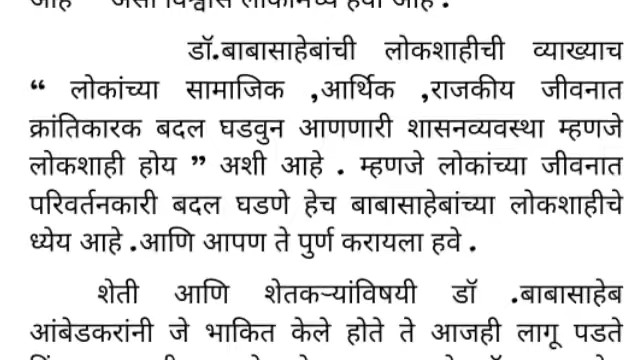 डॉ.बाबासाहेबांची लोकशाहीची व्याख्याच
“ लोकांच्या सामाजिक ,आर्थिक ,राजकीय जीवनात
क्रांतिकारक बदल घडवुन आणणारी शासनव्यवस्था म्हणजे
लोकशाही होय ” अशी आहे . म्हणजे लोकांच्या जीवनात
परिवर्तनकारी बदल घडणे हेच बाबासाहेबांच्या लोकशाहीचे
ध्येय आहे .आणि आपण ते पुर्ण करायला हवे .
शेती आणि शेतकऱ्यांविषयी डॉ .बाबासाहेब
आंबेडकरांनी जे भाकित केले होते ते आजही लागू पडते